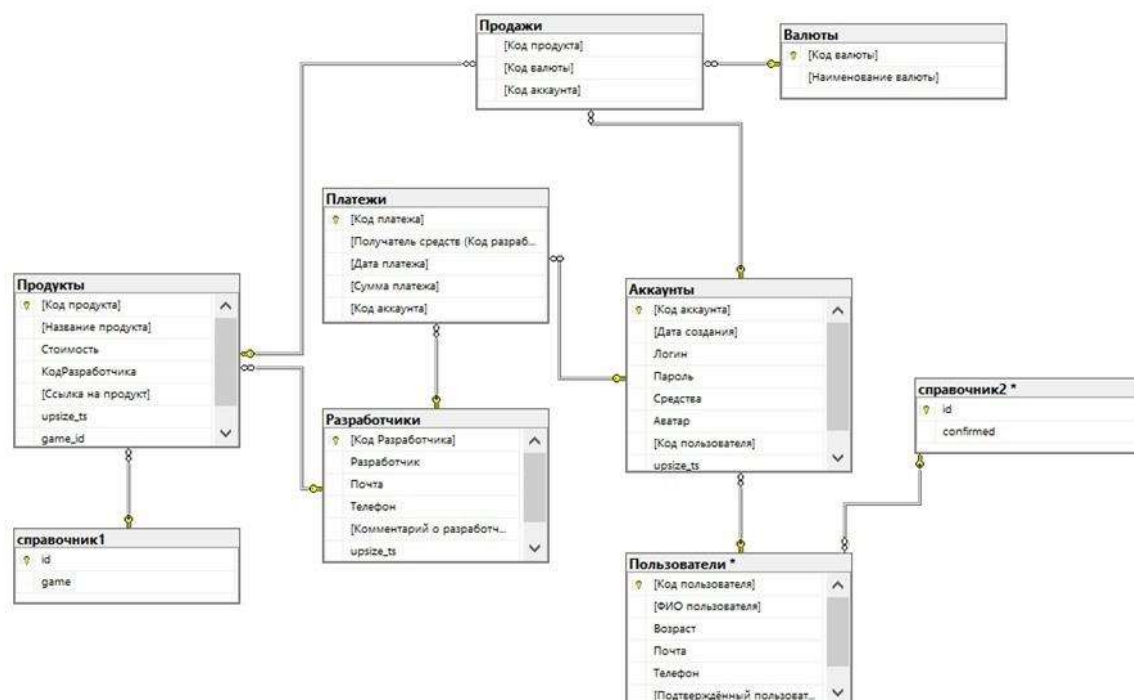 Продажи
[Код продукта]
[Код валюты]
[Код аккаунта]
Валюты
[Код валюты]
[Наименование валюты]
Платежи
[Код платежа]
[Получатель средств (Код разраб...
[Дата платежа]
[Сумма платежа]
[Код аккаунта]
Продукты
[Код продукта]
[Название продукта]
Стоимость
КодРазработчика
[Ссылка на продукт]
upsize_ts
game_id
Аккаунты
[Код аккаунта]
[Дата создания]
Логин
Пароль
Средства
Аватар
[Код пользователя]
upsize_ts
справочник2 *
id
confirmed
Разработчики
[Код Разработчика]
Разработчик
Почта
Телефон
[Комментарий о разработч...
upsize_ts
справочник1
id
game
Пользователи *
[Код пользователя]
[ФИО пользователя]
Возраст
Почта
Телефон
[Подтверждённый пользоват...